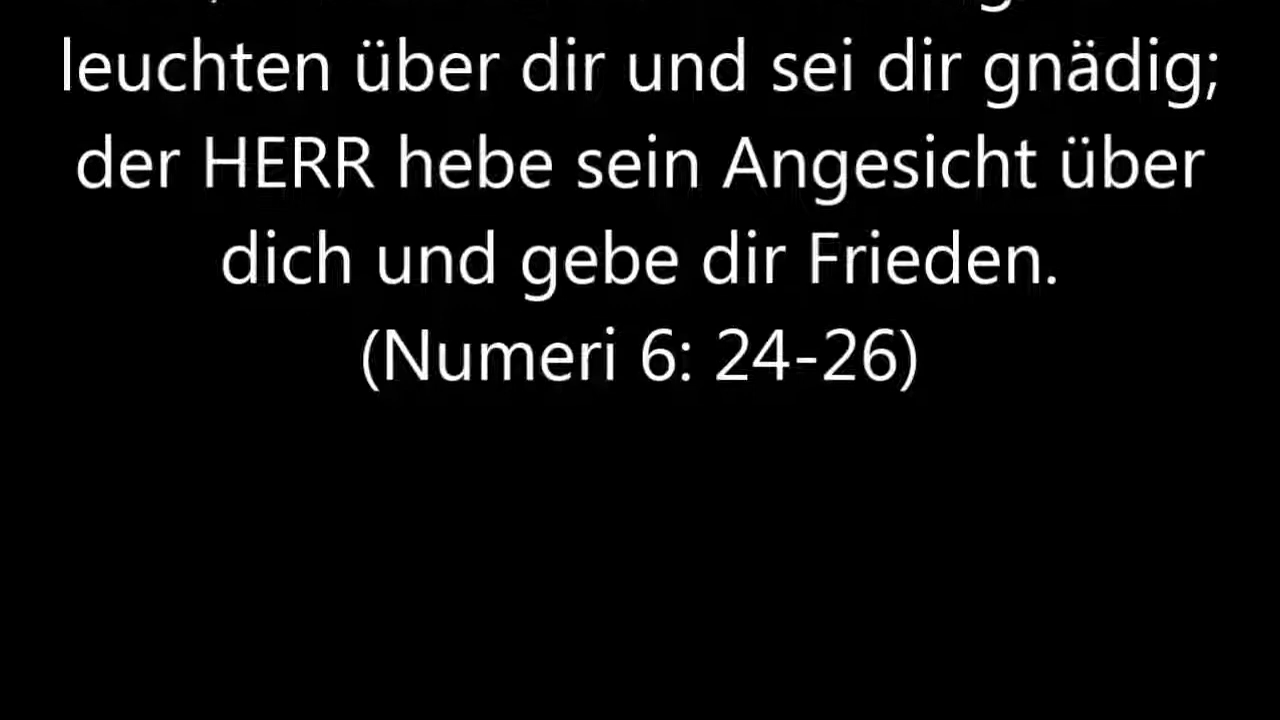 leuchten über dir und sei dir gnädig;
der HERR hebe sein Angesicht über
dich und gebe dir Frieden.
(Numeri 6: 24-26)